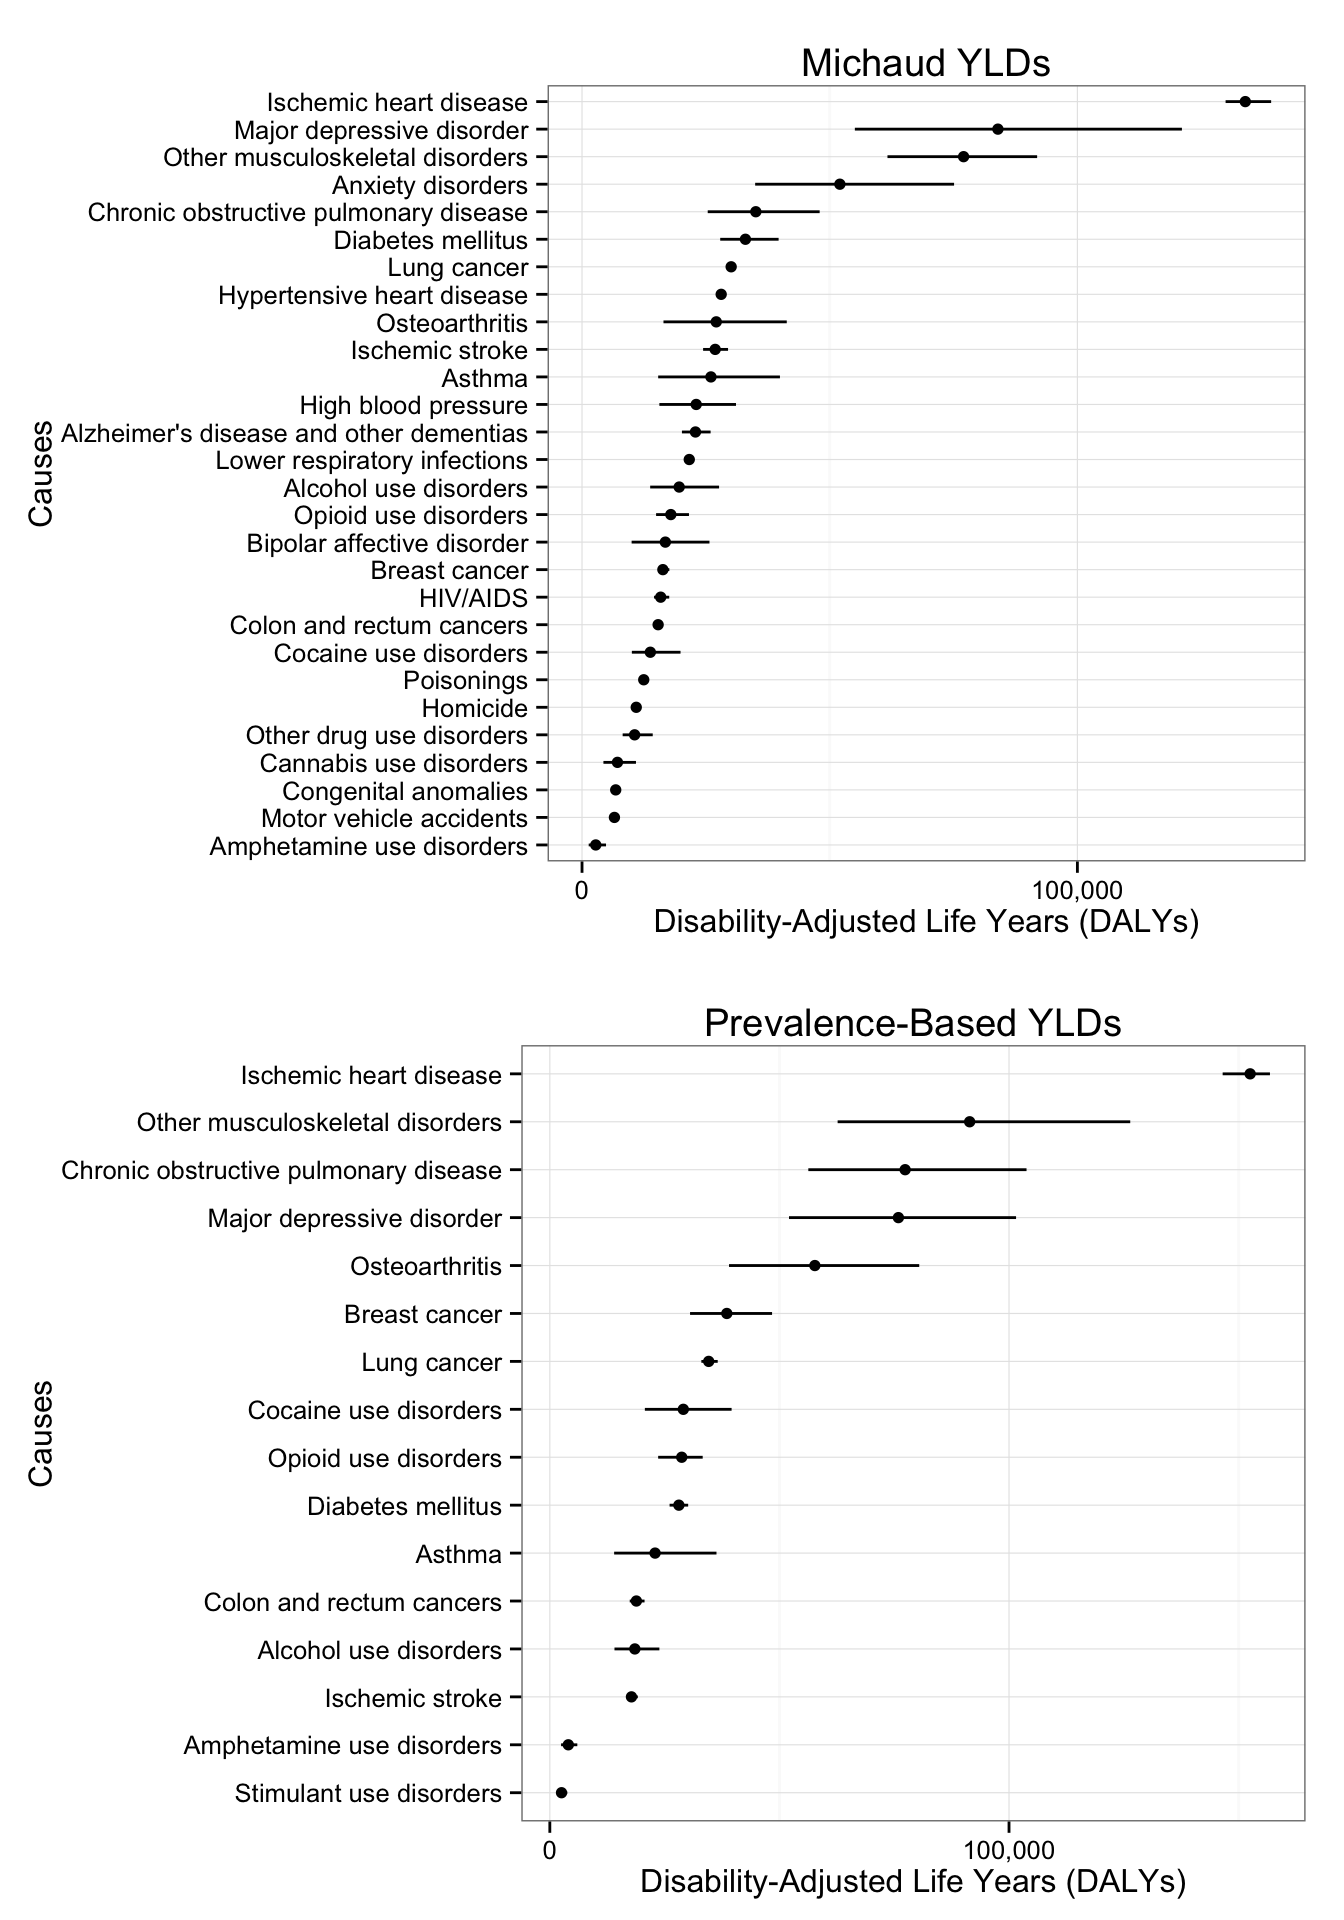 Michaud YLDs
Causes
Ischemic heart disease
Major depressive disorder
Other musculoskeletal disorders
Anxiety disorders
Chronic obstructive pulmonary disease
Diabetes mellitus
Lung cancer
Hypertensive heart disease
Osteoarthritis
Ischemic stroke
Asthma
High blood pressure
Alzheimer's disease and other dementias
Lower respiratory infections
Alcohol use disorders
Opioid use disorders
Bipolar affective disorder
Breast cancer
HIV/AIDS
Colon and rectum cancers
Cocaine use disorders
Poisonings
Homicide
Other drug use disorders
Cannabis use disorders
Congenital anomalies
Motor vehicle accidents
Amphetamine use disorders
0 100,000
Disability-Adjusted Life Years (DALYs)
Prevalence-Based YLDs
Causes
Ischemic heart disease
Other musculoskeletal disorders
Chronic obstructive pulmonary disease
Major depressive disorder
Osteoarthritis
Breast cancer
Lung cancer
Cocaine use disorders
Opioid use disorders
Diabetes mellitus
Asthma
Colon and rectum cancers
Alcohol use disorders
Ischemic stroke
Amphetamine use disorders
Stimulant use disorders
0 100,000
Disability-Adjusted Life Years (DALYs)